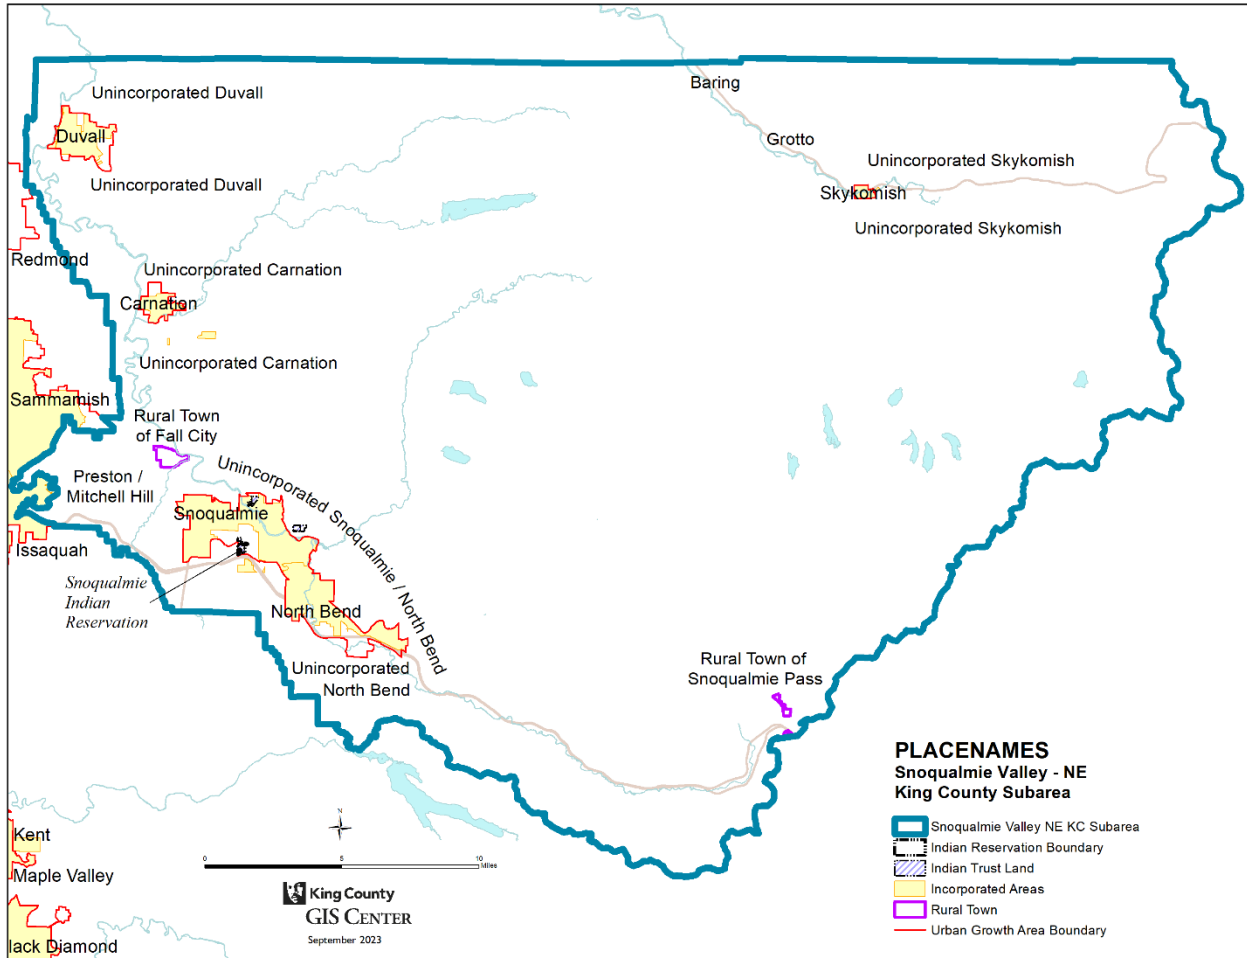 Baring
Unincorporated Duvall
Duvall
Grotto
Unincorporated Skykomish
Unincorporated Duvall
Skykomish
Unincorporated Skykomish
Redmond
Unincorporated Carnation
Carnation
Unincorporated Carnation
Sammamish
Rural Town
of Fall City
Unincorporated Snoqualmie / North Bend
Preston /
Mitchell Hill
Snoqualmie
Issaquah
Snoqualmie
Indian
Reservation
North Bend
Unincorporated
North Bend
Rural Town of
Snoqualmie Pass
PLACENAMES
Snoqualmie Valley - NE
King County Subarea
Snoqualmie Valley NE KC Subarea
Indian Reservation Boundary
Indian Trust Land
Incorporated Areas
Rural Town
Urban Growth Area Boundary
N
0 5 10
Miles
King County
GIS CENTER
September 2023
Kent
Maple Valley
lack Diamond